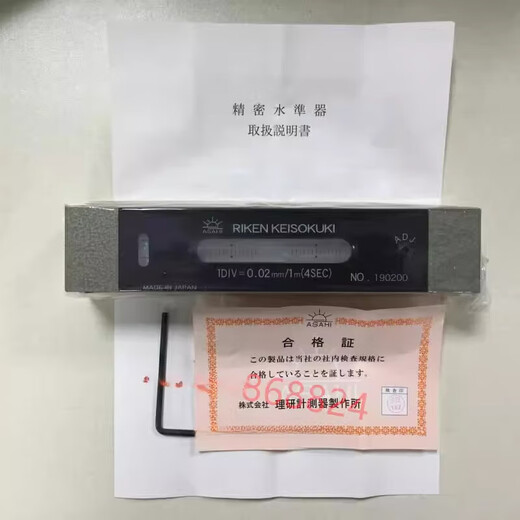 精密水準器
取扱説明書
ASAHI
RIKEN KEISOKUKI
ADJ
1DIV=0.02mm/1m(4SEC)
NO. 190200
MADE IN JAPAN
ASAHI
合格証
この製品は当社の社内検査規格に
合格していることを証します。
868824
株式会社 理研計測器製作所